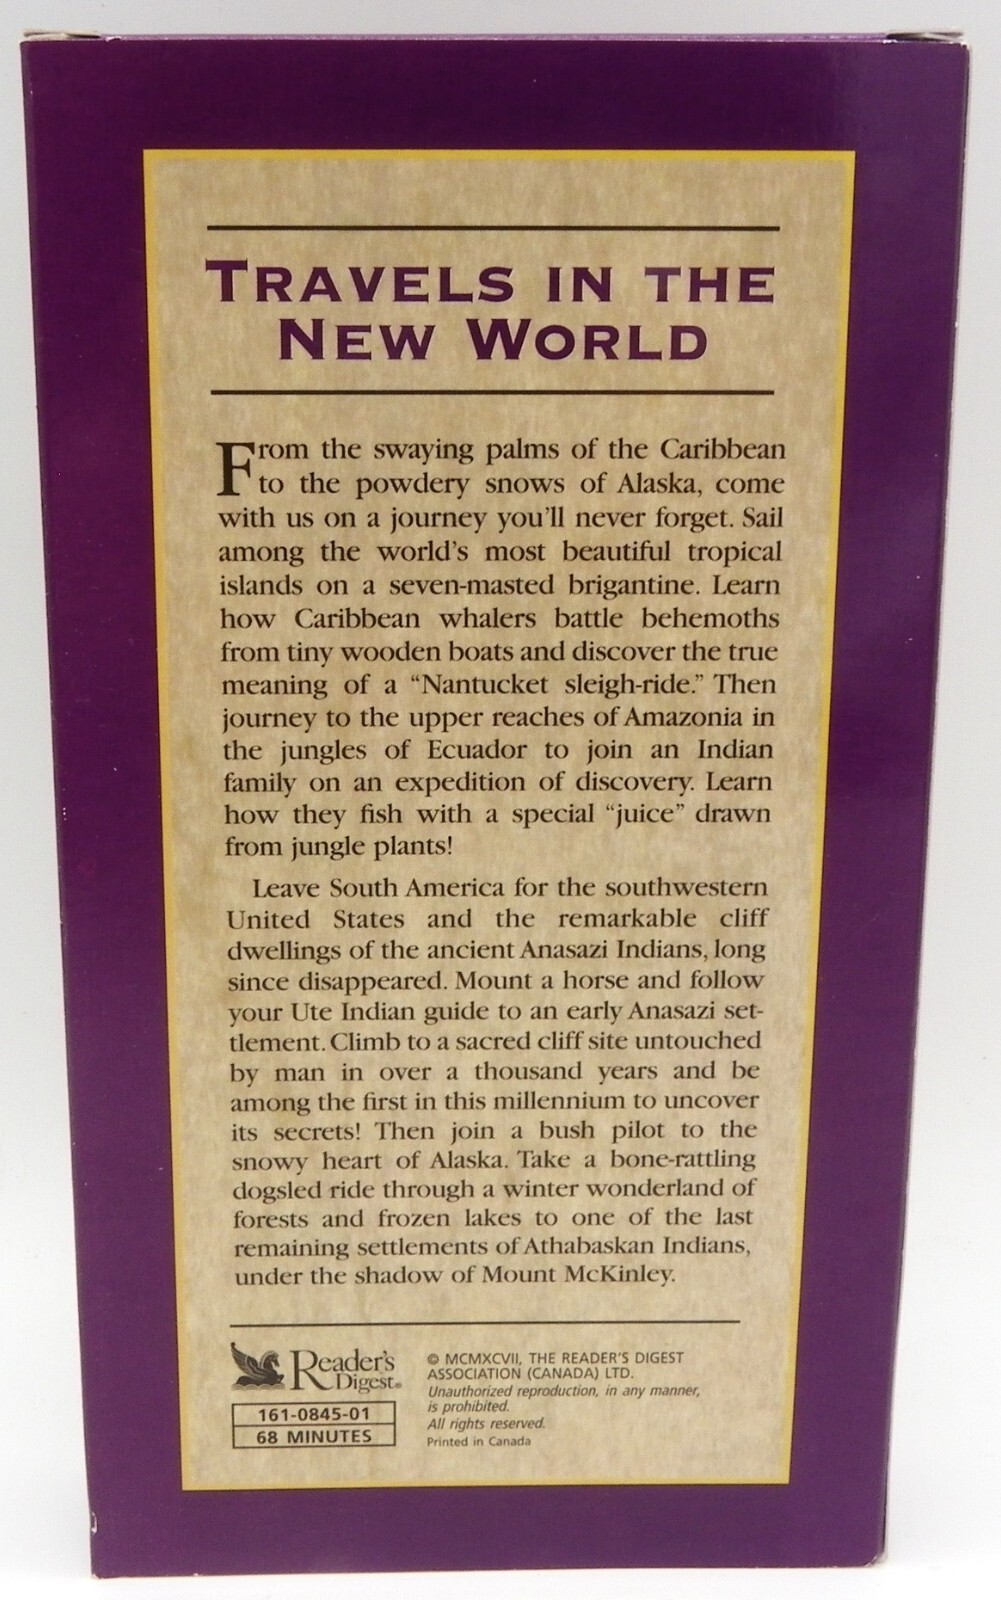 TRAVELS IN THE
NEW WORLD
From the swaying palms of the Caribbean
to the powdery snows of Alaska, come
with us on a journey you'll never forget. Sail
among the world's most beautiful tropical
islands on a seven-masted brigantine. Learn
how Caribbean whalers battle behemoths
from tiny wooden boats and discover the true
meaning of a “Nantucket sleigh-ride.” Then
journey to the upper reaches of Amazonia in
the jungles of Ecuador to join an Indian
family on an expedition of discovery. Learn
how they fish with a special “juice” drawn
from jungle plants!
Leave South America for the southwestern
United States and the remarkable cliff
dwellings of the ancient Anasazi Indians, long
since disappeared. Mount a horse and follow
your Ute Indian guide to an early Anasazi set-
tlement. Climb to a sacred cliff site untouched
by man in over a thousand years and be
among the first in this millennium to uncover
its secrets! Then join a bush pilot to the
snowy heart of Alaska. Take a bone-rattling
dogsled ride through a winter wonderland of
forests and frozen lakes to one of the last
remaining settlements of Athabaskan Indians,
under the shadow of Mount McKinley.
Reader's
Digest®
161-0845-01
68 MINUTES
© MCMXCVII, THE READER'S DIGEST
ASSOCIATION (CANADA) LTD.
Unauthorized reproduction, in any manner,
is prohibited.
All rights reserved.
Printed in Canada